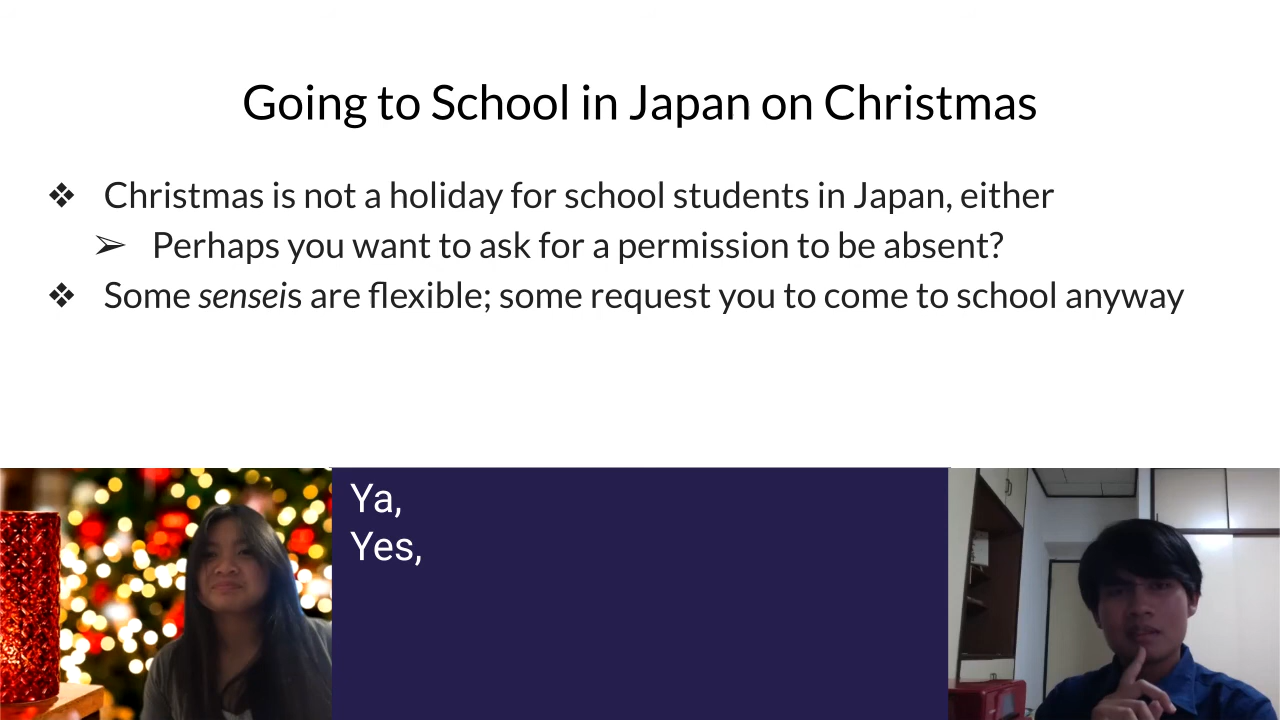 Going to School in Japan on Christmas
❖ Christmas is not a holiday for school students in Japan, either
➢ Perhaps you want to ask for a permission to be absent?
❖ Some senseis are flexible; some request you to come to school anyway
Ya,
Yes,